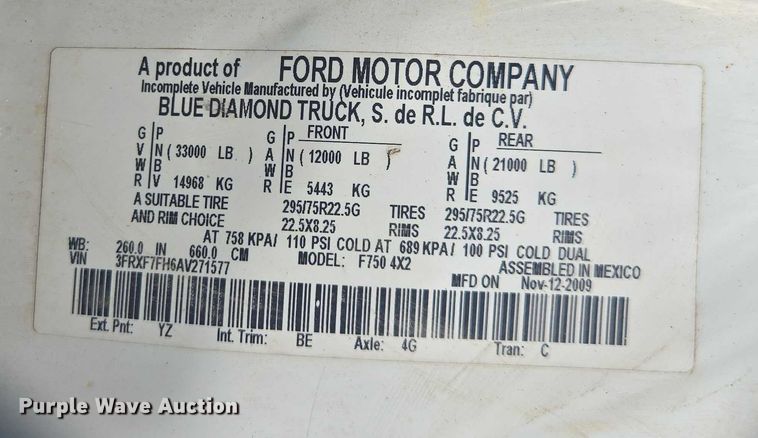 A product of FORD MOTOR COMPANY
Incomplete Vehicle Manufactured by (Vehicule incomplet fabrique par)
BLUE DIAMOND TRUCK, S. de R.L. de C.V.
G P G P FRONT G P REAR
V N ( 33000 LB ) A N ( 12000 LB ) A N ( 21000 LB )
W B W B W B
R V 14968 KG R E 5443 KG R E 9525 KG
A SUITABLE TIRE 295/75R22.5G TIRES 295/75R22.5G TIRES
AND RIM CHOICE 22.5X8.25 RIMS 22.5X8.25 RIMS
AT 758 KPA/ 110 PSI COLD AT 689 KPA/ 100 PSI COLD DUAL
WB: 260.0 IN 660.0 CM
VIN 3FRXF7FH6AV271577 MODEL: F750 4X2 ASSEMBLED IN MEXICO
MFD ON Nov-12-2009
Ext. Pnt: YZ Int. Trim: BE Axle: 4G Tran: C
Purple Wave Auction